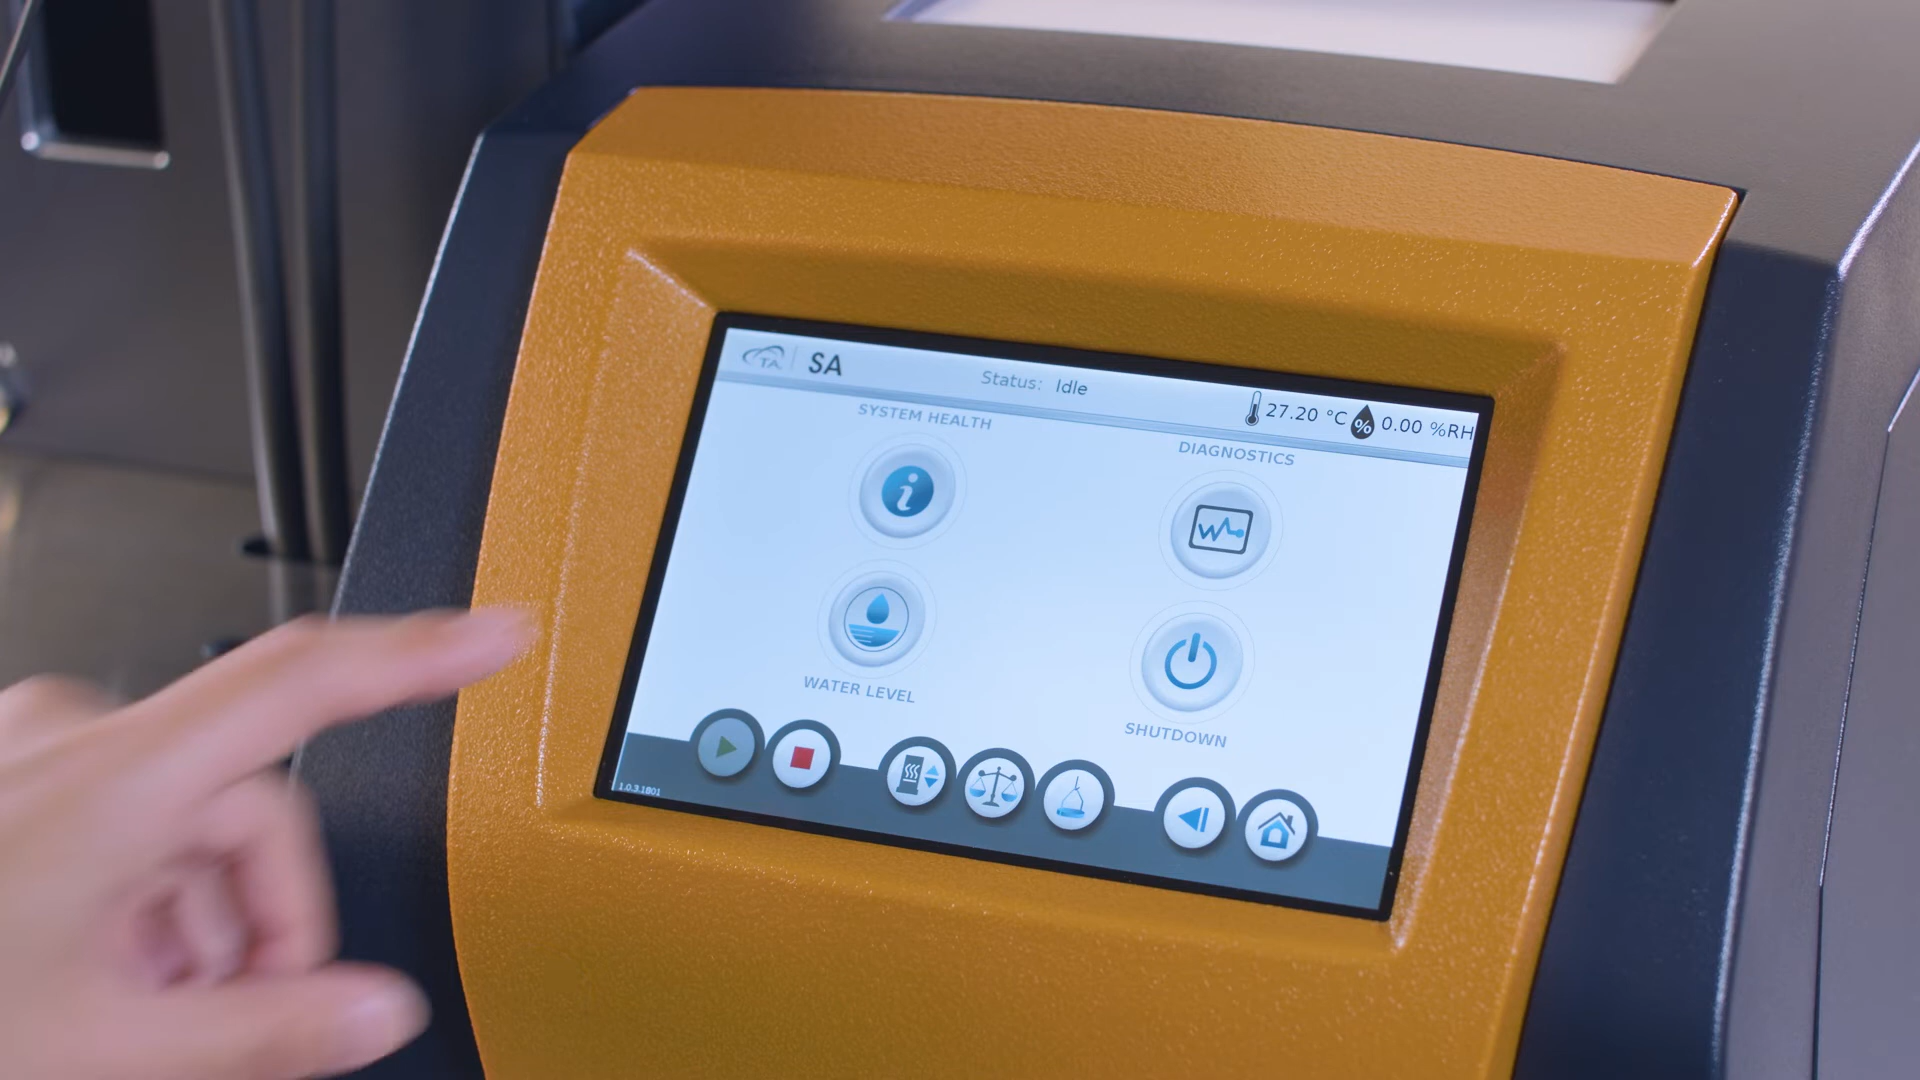 TA SA
Status: Idle
27.20 °C % 0.00 %RH
SYSTEM HEALTH
DIAGNOSTICS
WATER LEVEL
SHUTDOWN
1.0.3.1801